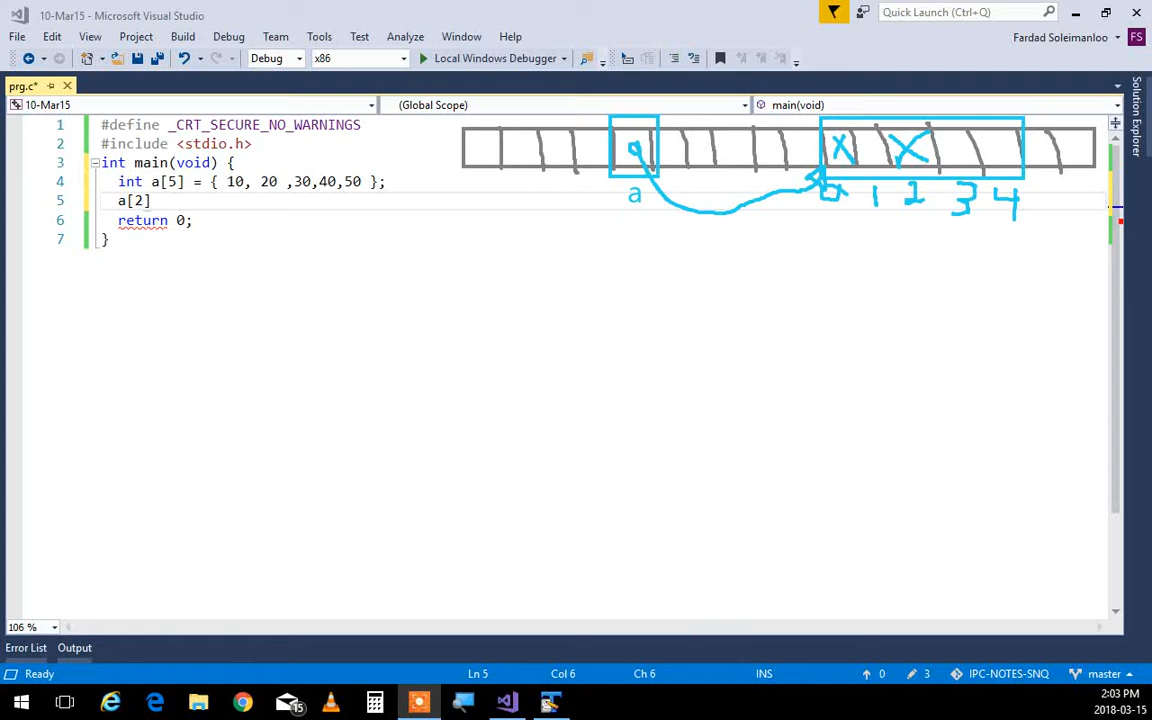 10-Mar15 - Microsoft Visual Studio
Quick Launch (Ctrl+Q)
File Edit View Project Build Debug Team Tools Test Analyze Window Help
Fardad Soleimanloo FS
Debug x86 Local Windows Debugger
prg.c*
10-Mar15 (Global Scope) main(void)
1 #define _CRT_SECURE_NO_WARNINGS
2 #include <stdio.h>
3 int main(void) {
4 int a[5] = { 10, 20 ,30,40,50 };
5 a[2]
6 return 0;
7 }
X X
a 1 2 3 4
Solution Explorer
106 %
Error List Output
Ready Ln 5 Col 6 Ch 6 INS 0 3 IPC-NOTES-SNQ master
15
2:03 PM
2018-03-15